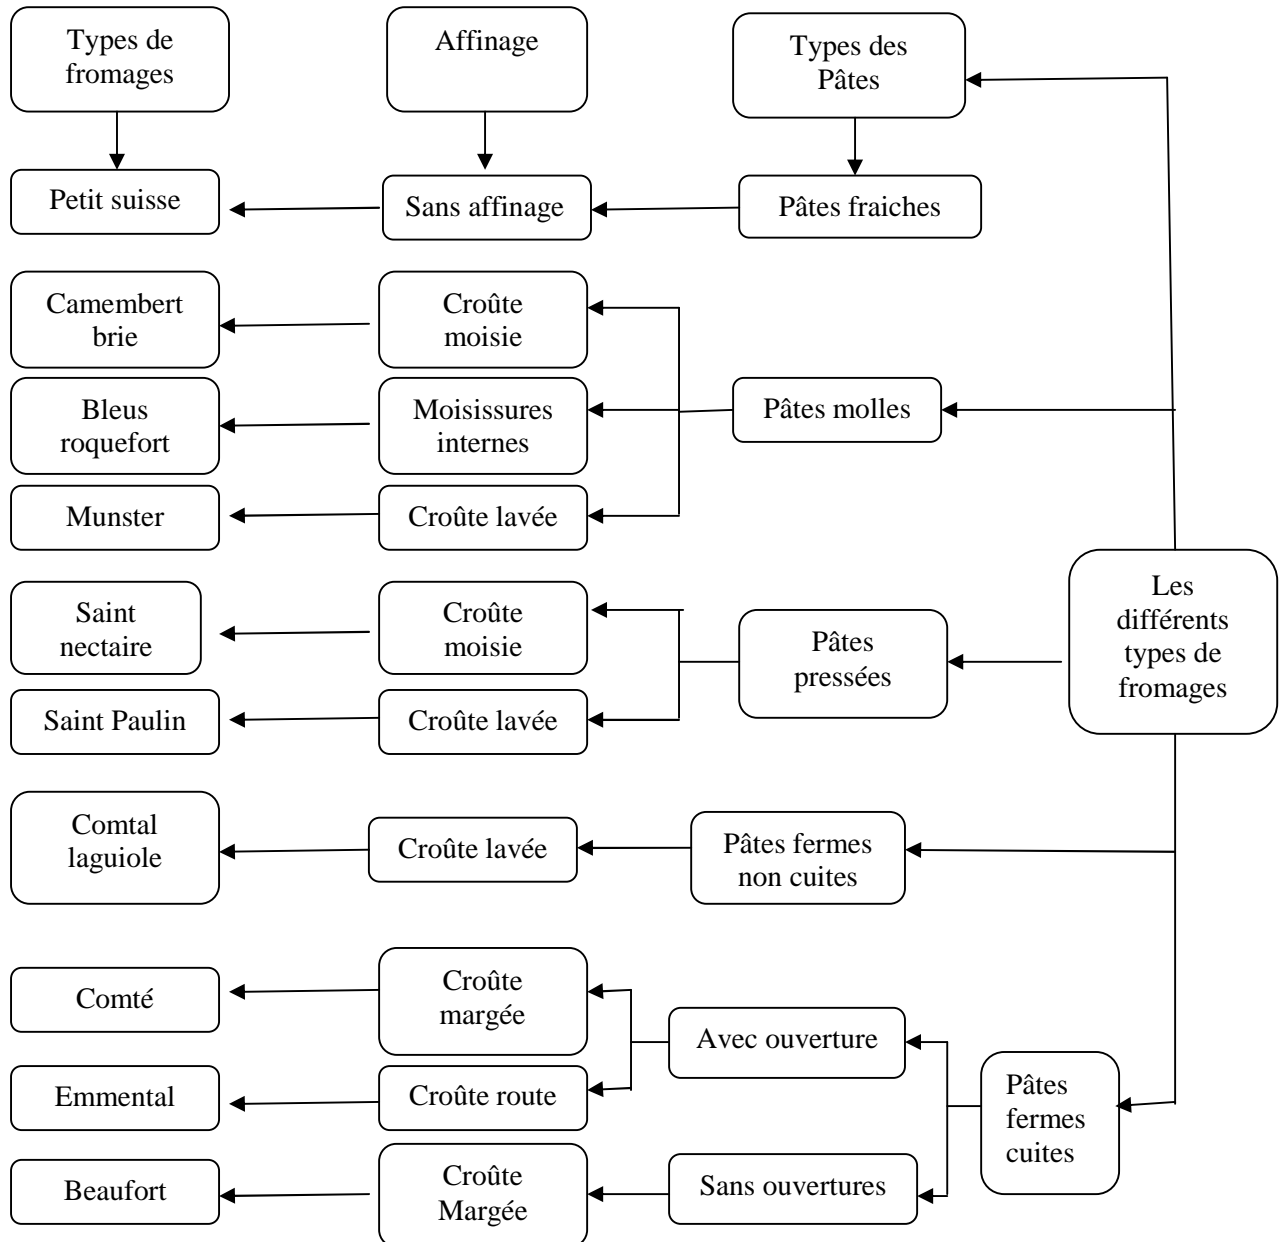 Types de
fromages
Affinage
Types des
Pâtes
Petit suisse
Sans affinage
Pâtes fraiches
Camembert
brie
Croûte
moisie
Bleus
roquefort
Moisissures
internes
Pâtes molles
Munster
Croûte lavée
Les
différents
types de
fromages
Saint
nectaire
Croûte
moisie
Pâtes
pressées
Saint Paulin
Croûte lavée
Comtal
laguiole
Croûte lavée
Pâtes fermes
non cuites
Comté
Croûte
margée
Avec ouverture
Emmental
Croûte route
Pâtes
fermes
cuites
Beaufort
Croûte
Margée
Sans ouvertures